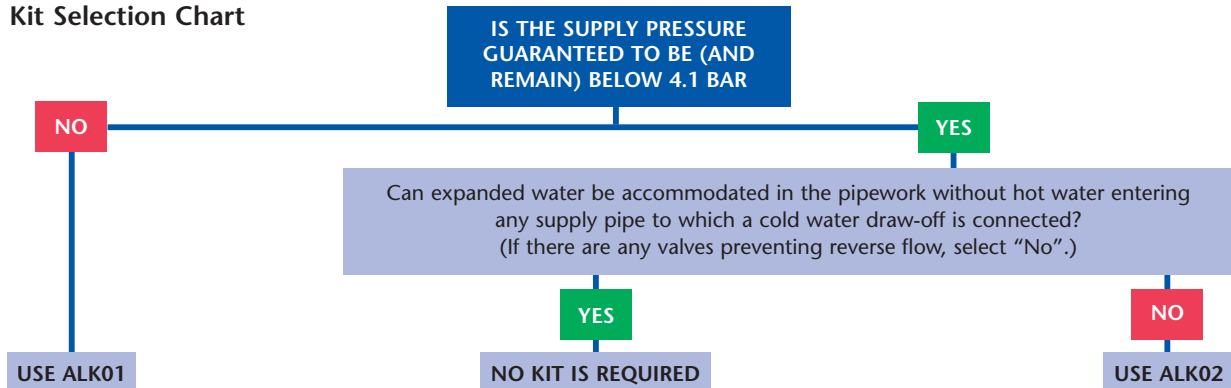 Kit Selection Chart
IS THE SUPPLY PRESSURE
GUARANTEED TO BE (AND
REMAIN) BELOW 4.1 BAR
NO
YES
Can expanded water be accommodated in the pipework without hot water entering
any supply pipe to which a cold water draw-off is connected?
(If there are any valves preventing reverse flow, select “No”.)
YES
NO
USE ALK01
NO KIT IS REQUIRED
USE ALK02